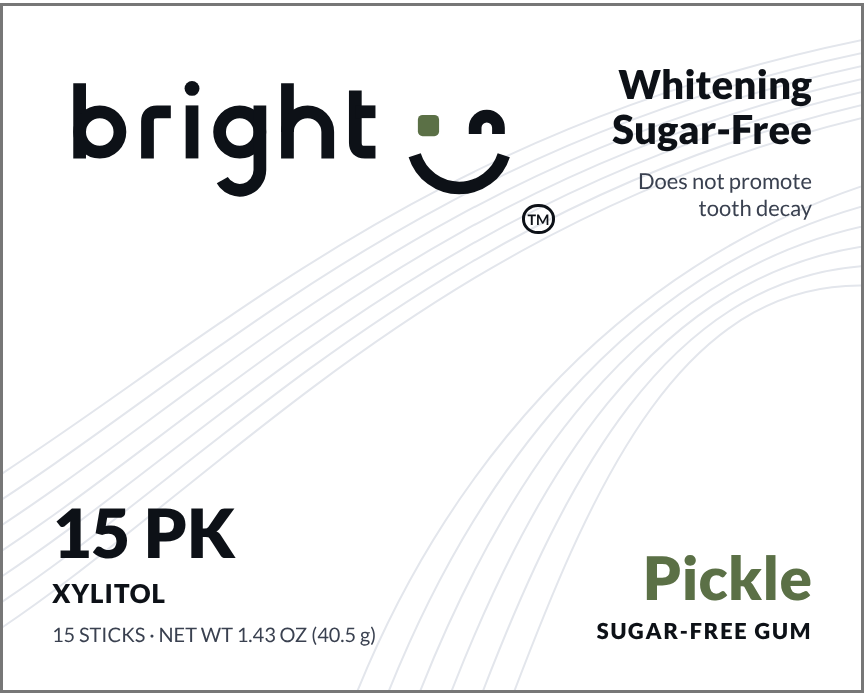 bright
TM
Whitening
Sugar-Free
Does not promote
tooth decay
15 PK
XYLITOL
15 STICKS · NET WT 1.43 OZ (40.5 g)
Pickle
SUGAR-FREE GUM